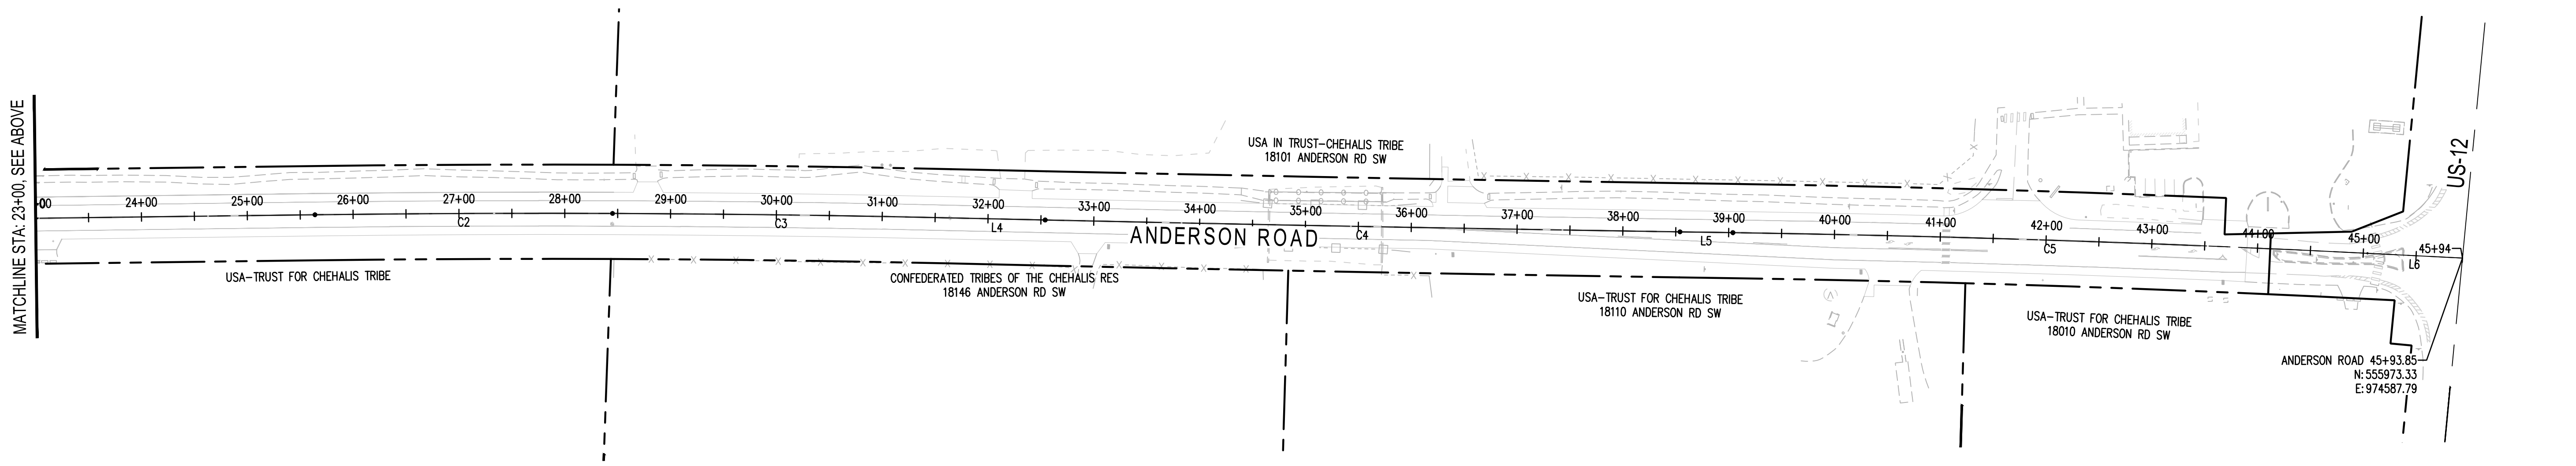 MATCHLINE STA: 23+00, SEE ABOVE
USA IN TRUST-CHEHALIS TRIBE
18101 ANDERSON RD SW
US-12
00
24+00
25+00
26+00
27+00
28+00
29+00
30+00
31+00
32+00
33+00
34+00
35+00
36+00
37+00
38+00
39+00
40+00
41+00
42+00
43+00
44+00
45+00
45+94
C2
C3
L4
C4
L5
C5
L6
ANDERSON ROAD
USA-TRUST FOR CHEHALIS TRIBE
CONFEDERATED TRIBES OF THE CHEHALIS RES
18146 ANDERSON RD SW
USA-TRUST FOR CHEHALIS TRIBE
18110 ANDERSON RD SW
USA-TRUST FOR CHEHALIS TRIBE
18010 ANDERSON RD SW
ANDERSON ROAD 45+93.85
N:555973.33
E:974587.79